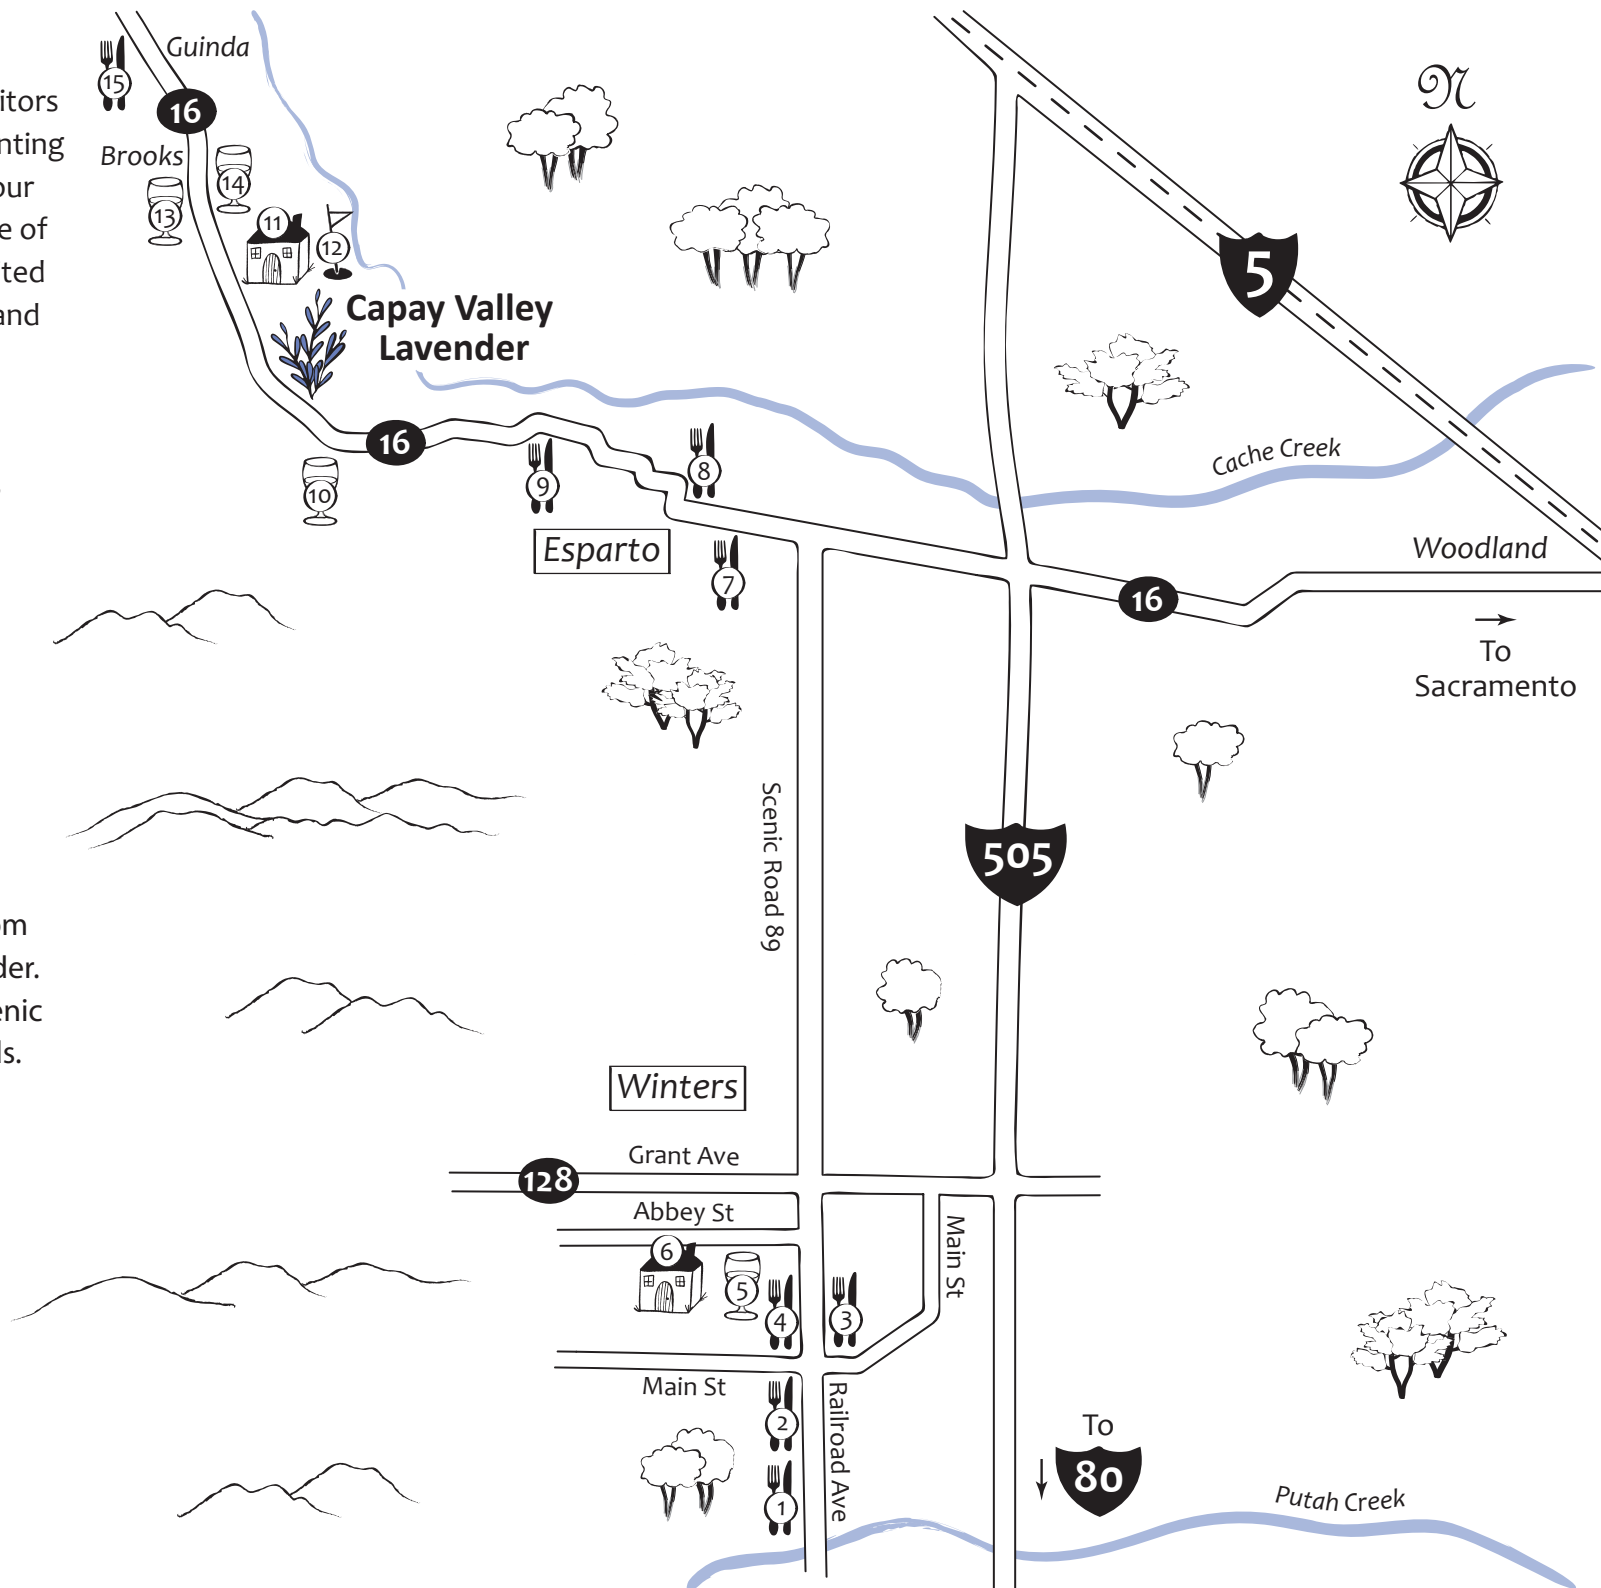 Guinda
15
16
Brooks
14
13
11
12
itors
nting
our
e of
ted
and
Capay Valley
Lavender
N
5
Cache Creek
16
8
9
10
Esparto
7
Woodland
16
To
Sacramento
Scenic Road 89
505
om
der.
enic
ls.
Winters
Grant Ave
128
Abbey St
6
5
4
3
Main St
Main St
2
Railroad Ave
1
To
80
Putah Creek